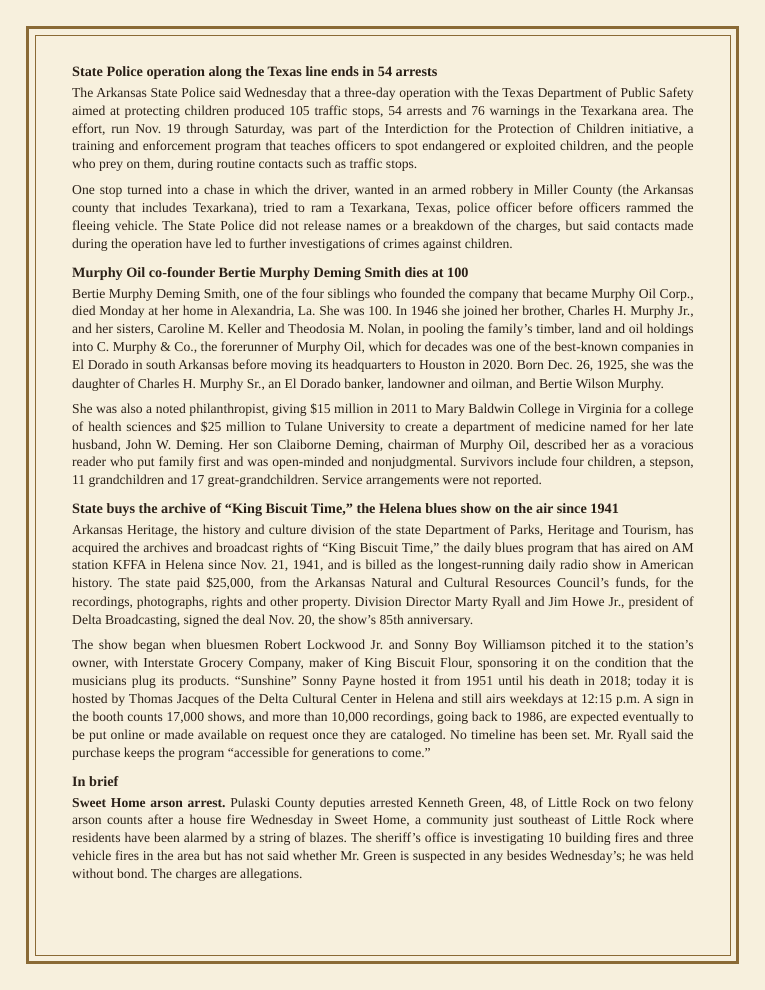 State Police operation along the Texas line ends in 54 arrests
The Arkansas State Police said Wednesday that a three-day operation with the Texas Department of Public Safety
aimed at protecting children produced 105 traffic stops, 54 arrests and 76 warnings in the Texarkana area. The
effort, run Nov. 19 through Saturday, was part of the Interdiction for the Protection of Children initiative, a
training and enforcement program that teaches officers to spot endangered or exploited children, and the people
who prey on them, during routine contacts such as traffic stops.
One stop turned into a chase in which the driver, wanted in an armed robbery in Miller County (the Arkansas
county that includes Texarkana), tried to ram a Texarkana, Texas, police officer before officers rammed the
fleeing vehicle. The State Police did not release names or a breakdown of the charges, but said contacts made
during the operation have led to further investigations of crimes against children.
Murphy Oil co-founder Bertie Murphy Deming Smith dies at 100
Bertie Murphy Deming Smith, one of the four siblings who founded the company that became Murphy Oil Corp.,
died Monday at her home in Alexandria, La. She was 100. In 1946 she joined her brother, Charles H. Murphy Jr.,
and her sisters, Caroline M. Keller and Theodosia M. Nolan, in pooling the family’s timber, land and oil holdings
into C. Murphy & Co., the forerunner of Murphy Oil, which for decades was one of the best-known companies in
El Dorado in south Arkansas before moving its headquarters to Houston in 2020. Born Dec. 26, 1925, she was the
daughter of Charles H. Murphy Sr., an El Dorado banker, landowner and oilman, and Bertie Wilson Murphy.
She was also a noted philanthropist, giving $15 million in 2011 to Mary Baldwin College in Virginia for a college
of health sciences and $25 million to Tulane University to create a department of medicine named for her late
husband, John W. Deming. Her son Claiborne Deming, chairman of Murphy Oil, described her as a voracious
reader who put family first and was open-minded and nonjudgmental. Survivors include four children, a stepson,
11 grandchildren and 17 great-grandchildren. Service arrangements were not reported.
State buys the archive of “King Biscuit Time,” the Helena blues show on the air since 1941
Arkansas Heritage, the history and culture division of the state Department of Parks, Heritage and Tourism, has
acquired the archives and broadcast rights of “King Biscuit Time,” the daily blues program that has aired on AM
station KFFA in Helena since Nov. 21, 1941, and is billed as the longest-running daily radio show in American
history. The state paid $25,000, from the Arkansas Natural and Cultural Resources Council’s funds, for the
recordings, photographs, rights and other property. Division Director Marty Ryall and Jim Howe Jr., president of
Delta Broadcasting, signed the deal Nov. 20, the show’s 85th anniversary.
The show began when bluesmen Robert Lockwood Jr. and Sonny Boy Williamson pitched it to the station’s
owner, with Interstate Grocery Company, maker of King Biscuit Flour, sponsoring it on the condition that the
musicians plug its products. “Sunshine” Sonny Payne hosted it from 1951 until his death in 2018; today it is
hosted by Thomas Jacques of the Delta Cultural Center in Helena and still airs weekdays at 12:15 p.m. A sign in
the booth counts 17,000 shows, and more than 10,000 recordings, going back to 1986, are expected eventually to
be put online or made available on request once they are cataloged. No timeline has been set. Mr. Ryall said the
purchase keeps the program “accessible for generations to come.”
In brief
Sweet Home arson arrest. Pulaski County deputies arrested Kenneth Green, 48, of Little Rock on two felony
arson counts after a house fire Wednesday in Sweet Home, a community just southeast of Little Rock where
residents have been alarmed by a string of blazes. The sheriff’s office is investigating 10 building fires and three
vehicle fires in the area but has not said whether Mr. Green is suspected in any besides Wednesday’s; he was held
without bond. The charges are allegations.